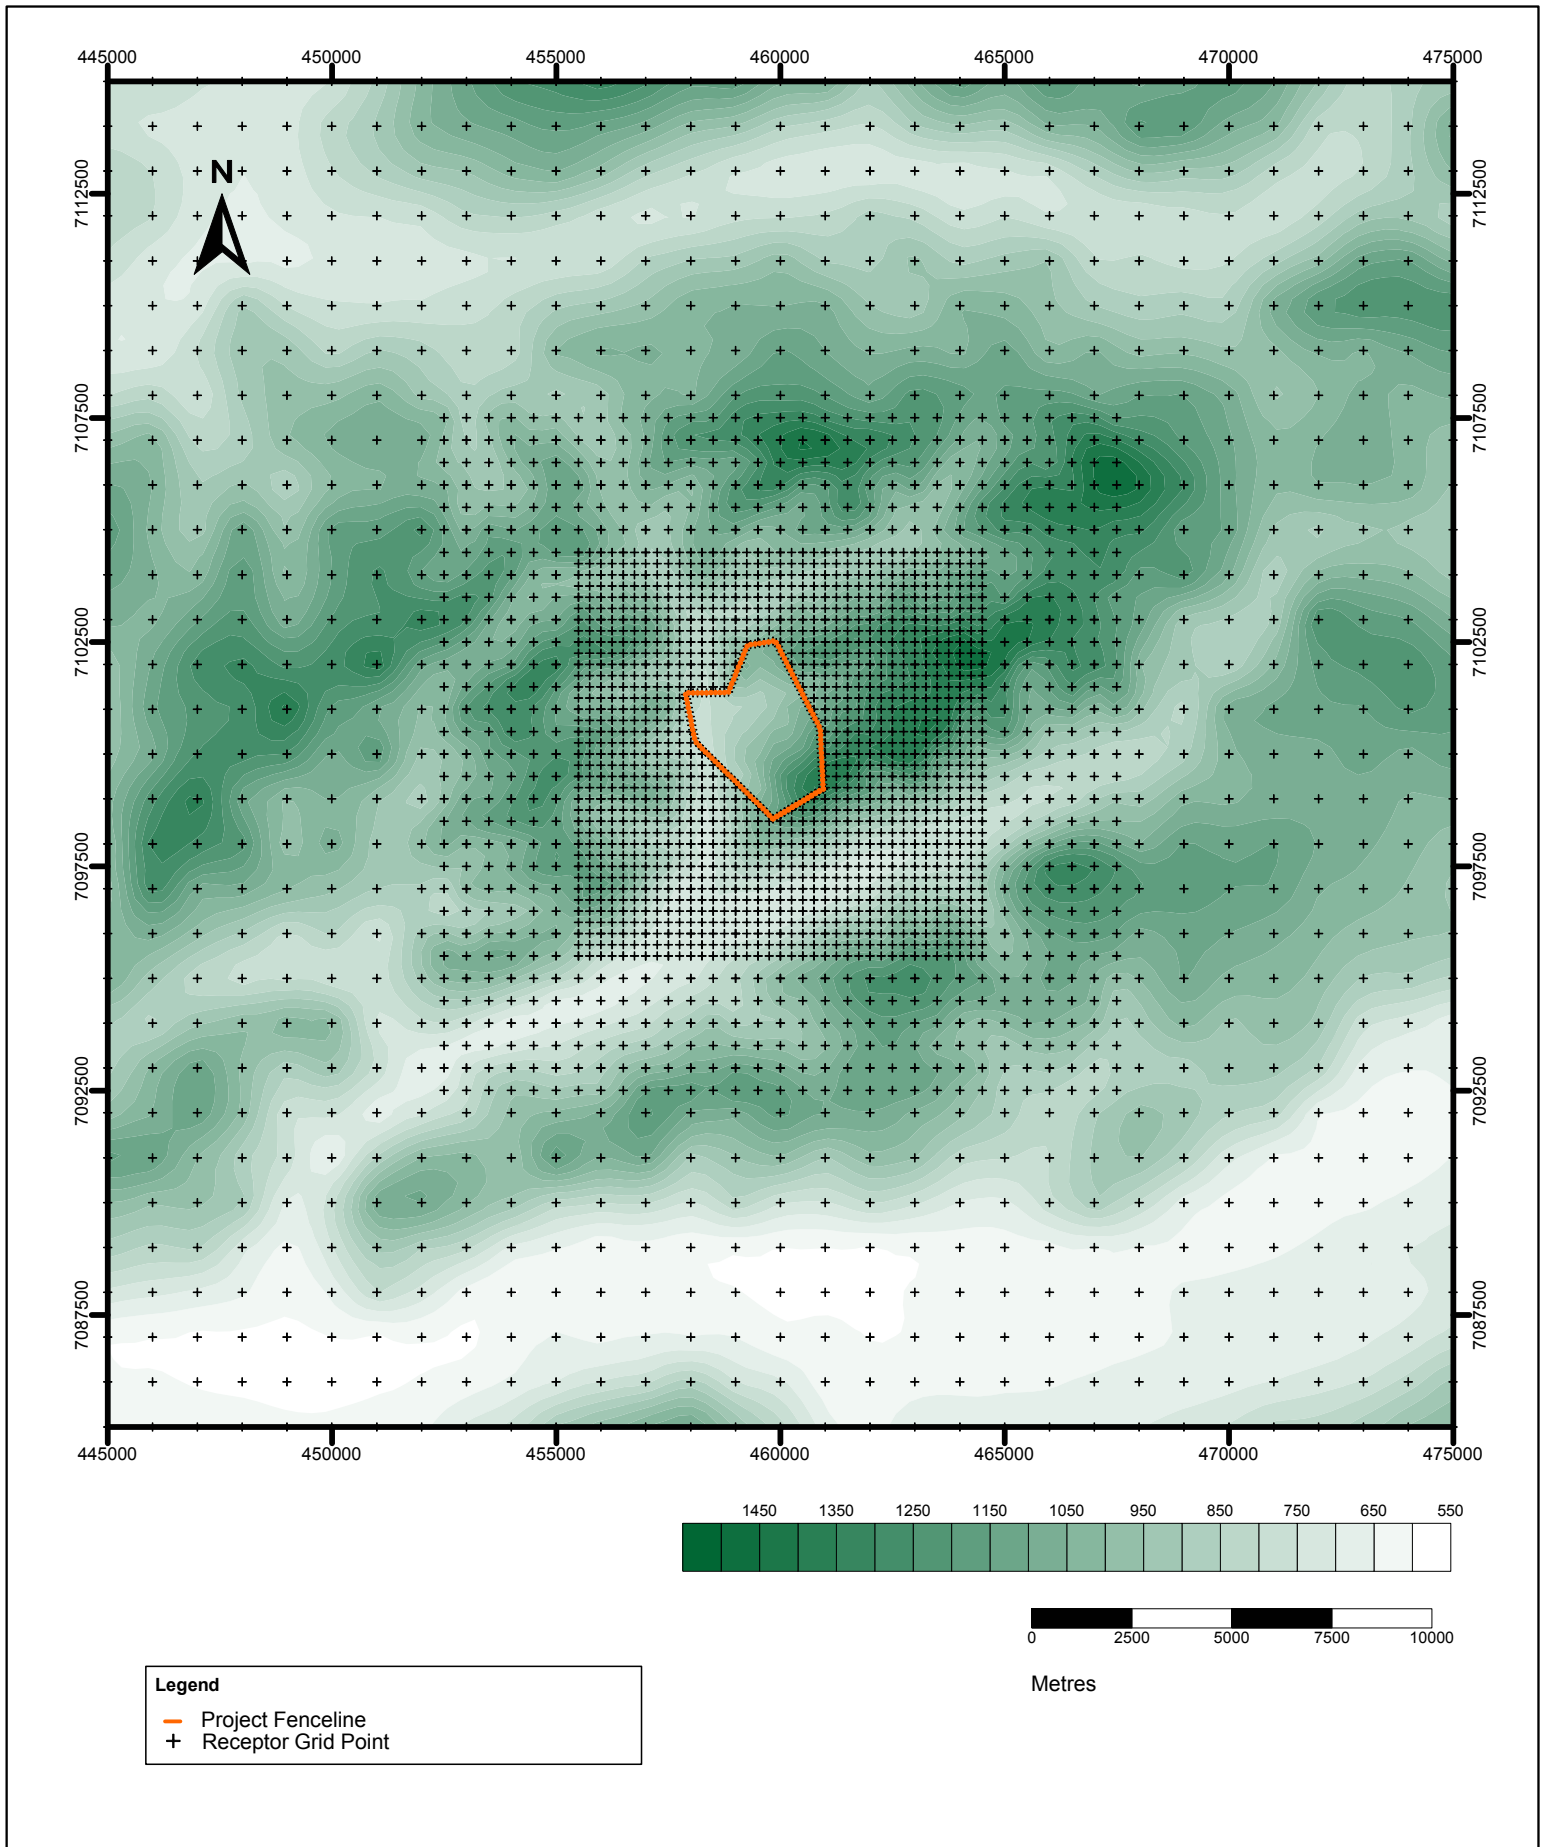 445000 450000 455000 460000 465000 470000 475000
N
7112500 7112500
7107500 7107500
7102500 7102500
7097500 7097500
7092500 7092500
7087500 7087500
445000 450000 455000 460000 465000 470000 475000
1450 1350 1250 1150 1050 950 850 750 650 550
0 2500 5000 7500 10000
Metres
Legend
Project Fenceline
Receptor Grid Point